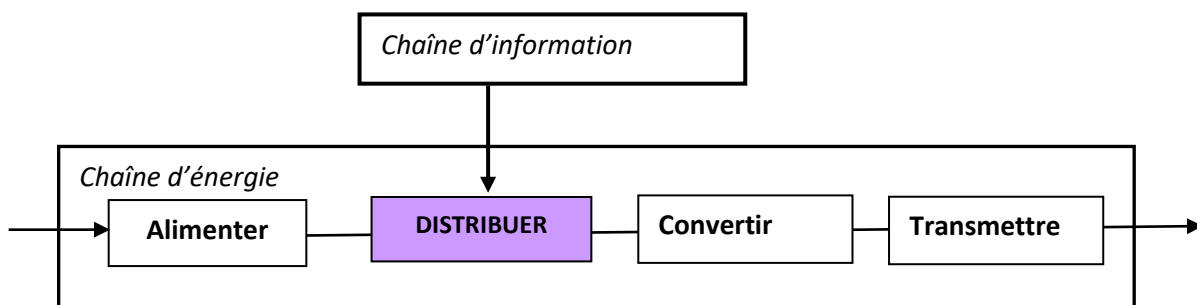 Chaîne d’information
Chaîne d’énergie
Alimenter
DISTRIBUER
Convertir
Transmettre